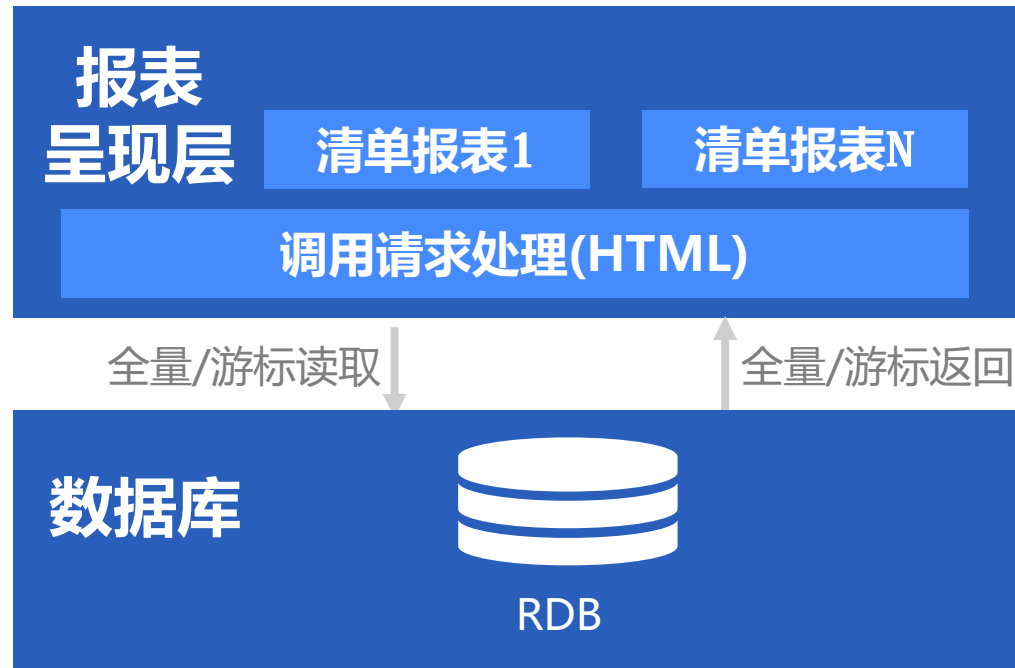 报表
呈现层
清单报表1
清单报表N
调用请求处理(HTML)
全量/游标读取
全量/游标返回
数据库
RDB